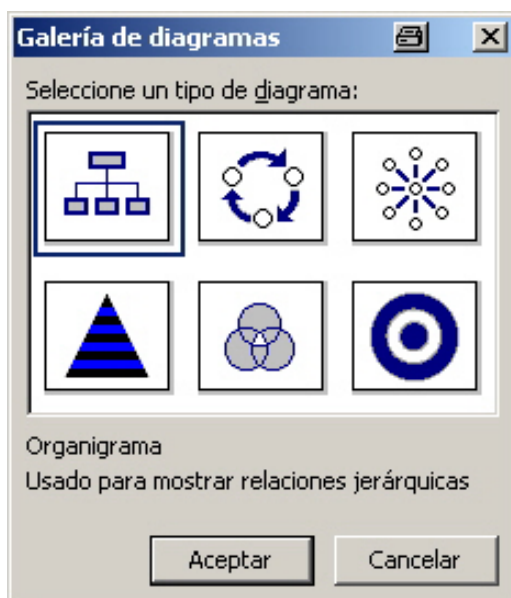 Galería de diagramas
Seleccione un tipo de diagrama:
Organigrama
Usado para mostrar relaciones jerárquicas
Aceptar
Cancelar